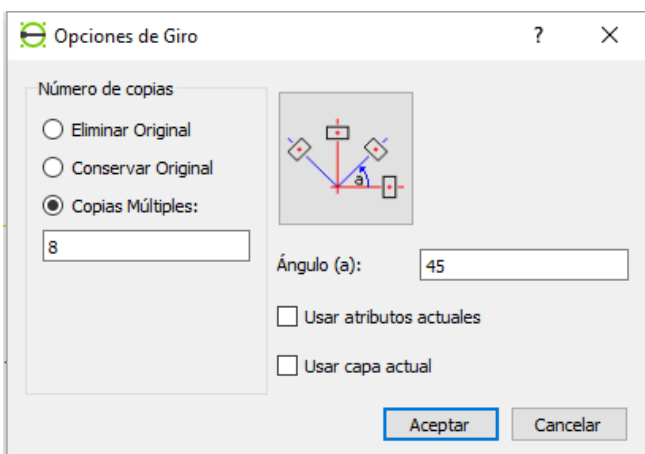 Opciones de Giro
?
Número de copias
Eliminar Original
Conservar Original
Copias Múltiples:
8
a
Ángulo (a):
45
Usar atributos actuales
Usar capa actual
Aceptar
Cancelar